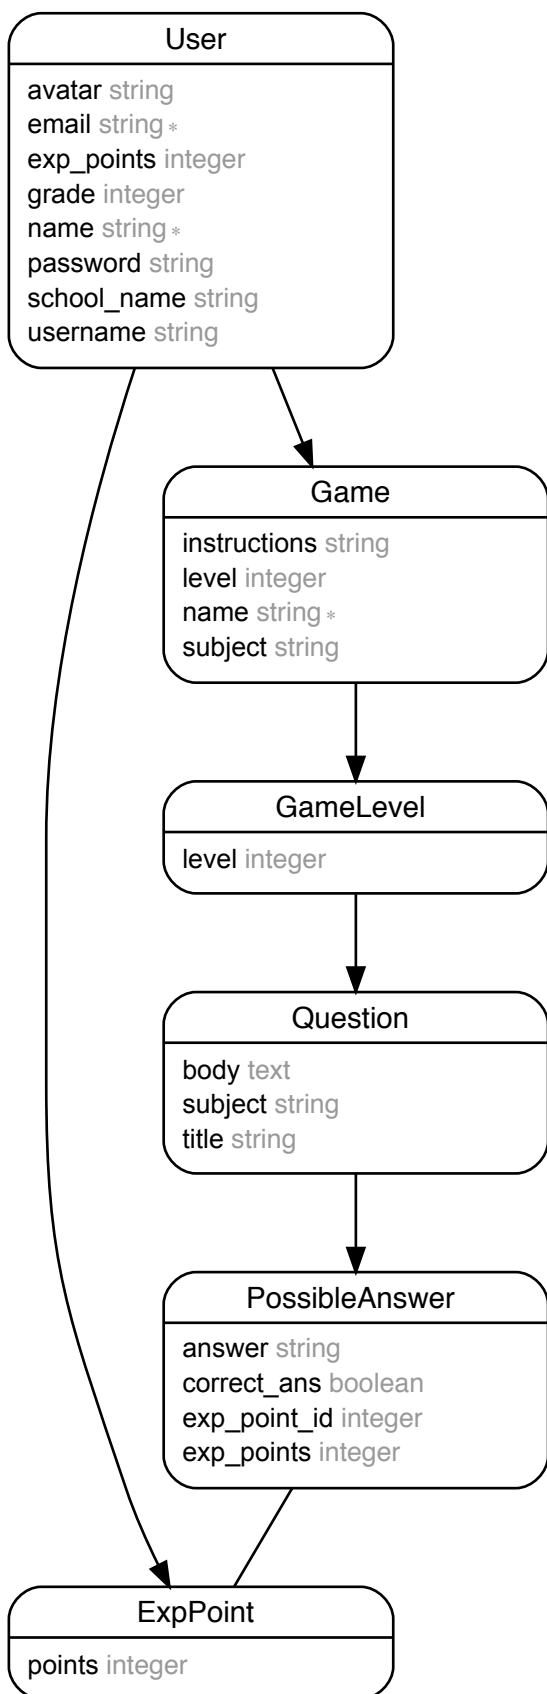 User
avatar string
email string *
exp_points integer
grade integer
name string *
password string
school_name string
username string
Game
instructions string
level integer
name string *
subject string
GameLevel
level integer
Question
body text
subject string
title string
PossibleAnswer
answer string
correct_ans boolean
exp_point_id integer
exp_points integer
ExpPoint
points integer